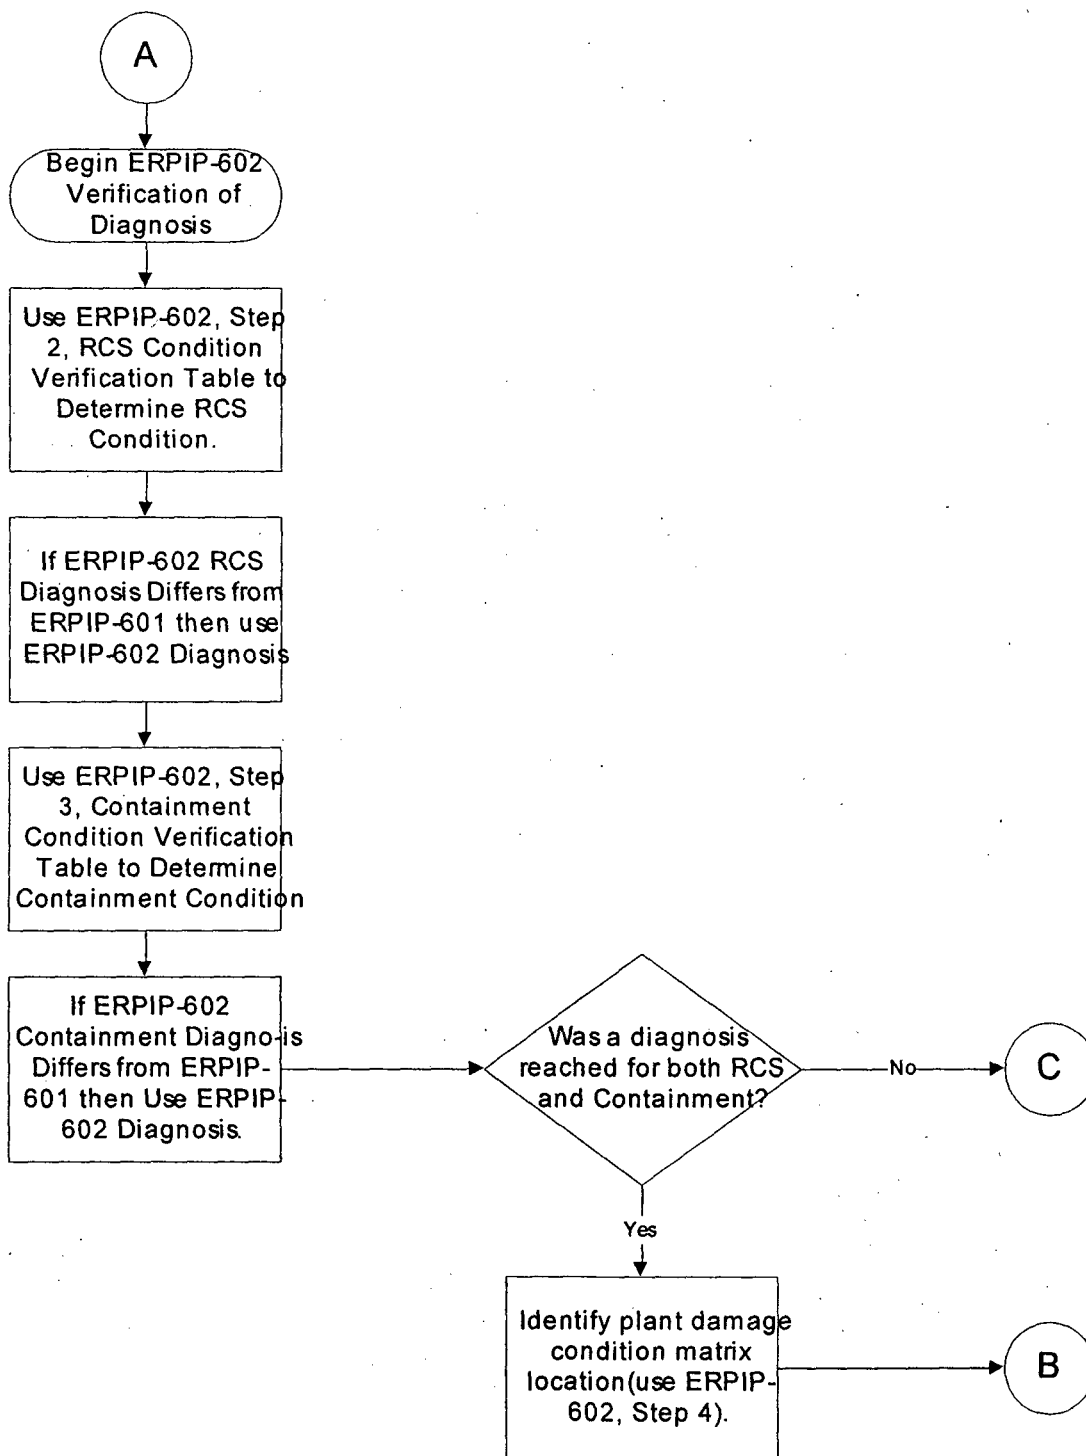 A
Begin ERPIP-602
Verification of
Diagnosis
Use ERPIP-602, Step
2, RCS Condition
Verification Table to
Determine RCS
Condition.
If ERPIP-602 RCS
Diagnosis Differs from
ERPIP-601 then use
ERPIP-602 Diagnosis
Use ERPIP-602, Step
3, Containment
Condition Verification
Table to Determine
Containment Condition
If ERPIP-602
Containment Diagno-is
Differs from ERPIP-
601 then Use ERPIP-
602 Diagnosis.
Was a diagnosis
reached for both RCS
and Containment?
No
C
Yes
Identify plant damage
condition matrix
location(use ERPIP-
602, Step 4).
B